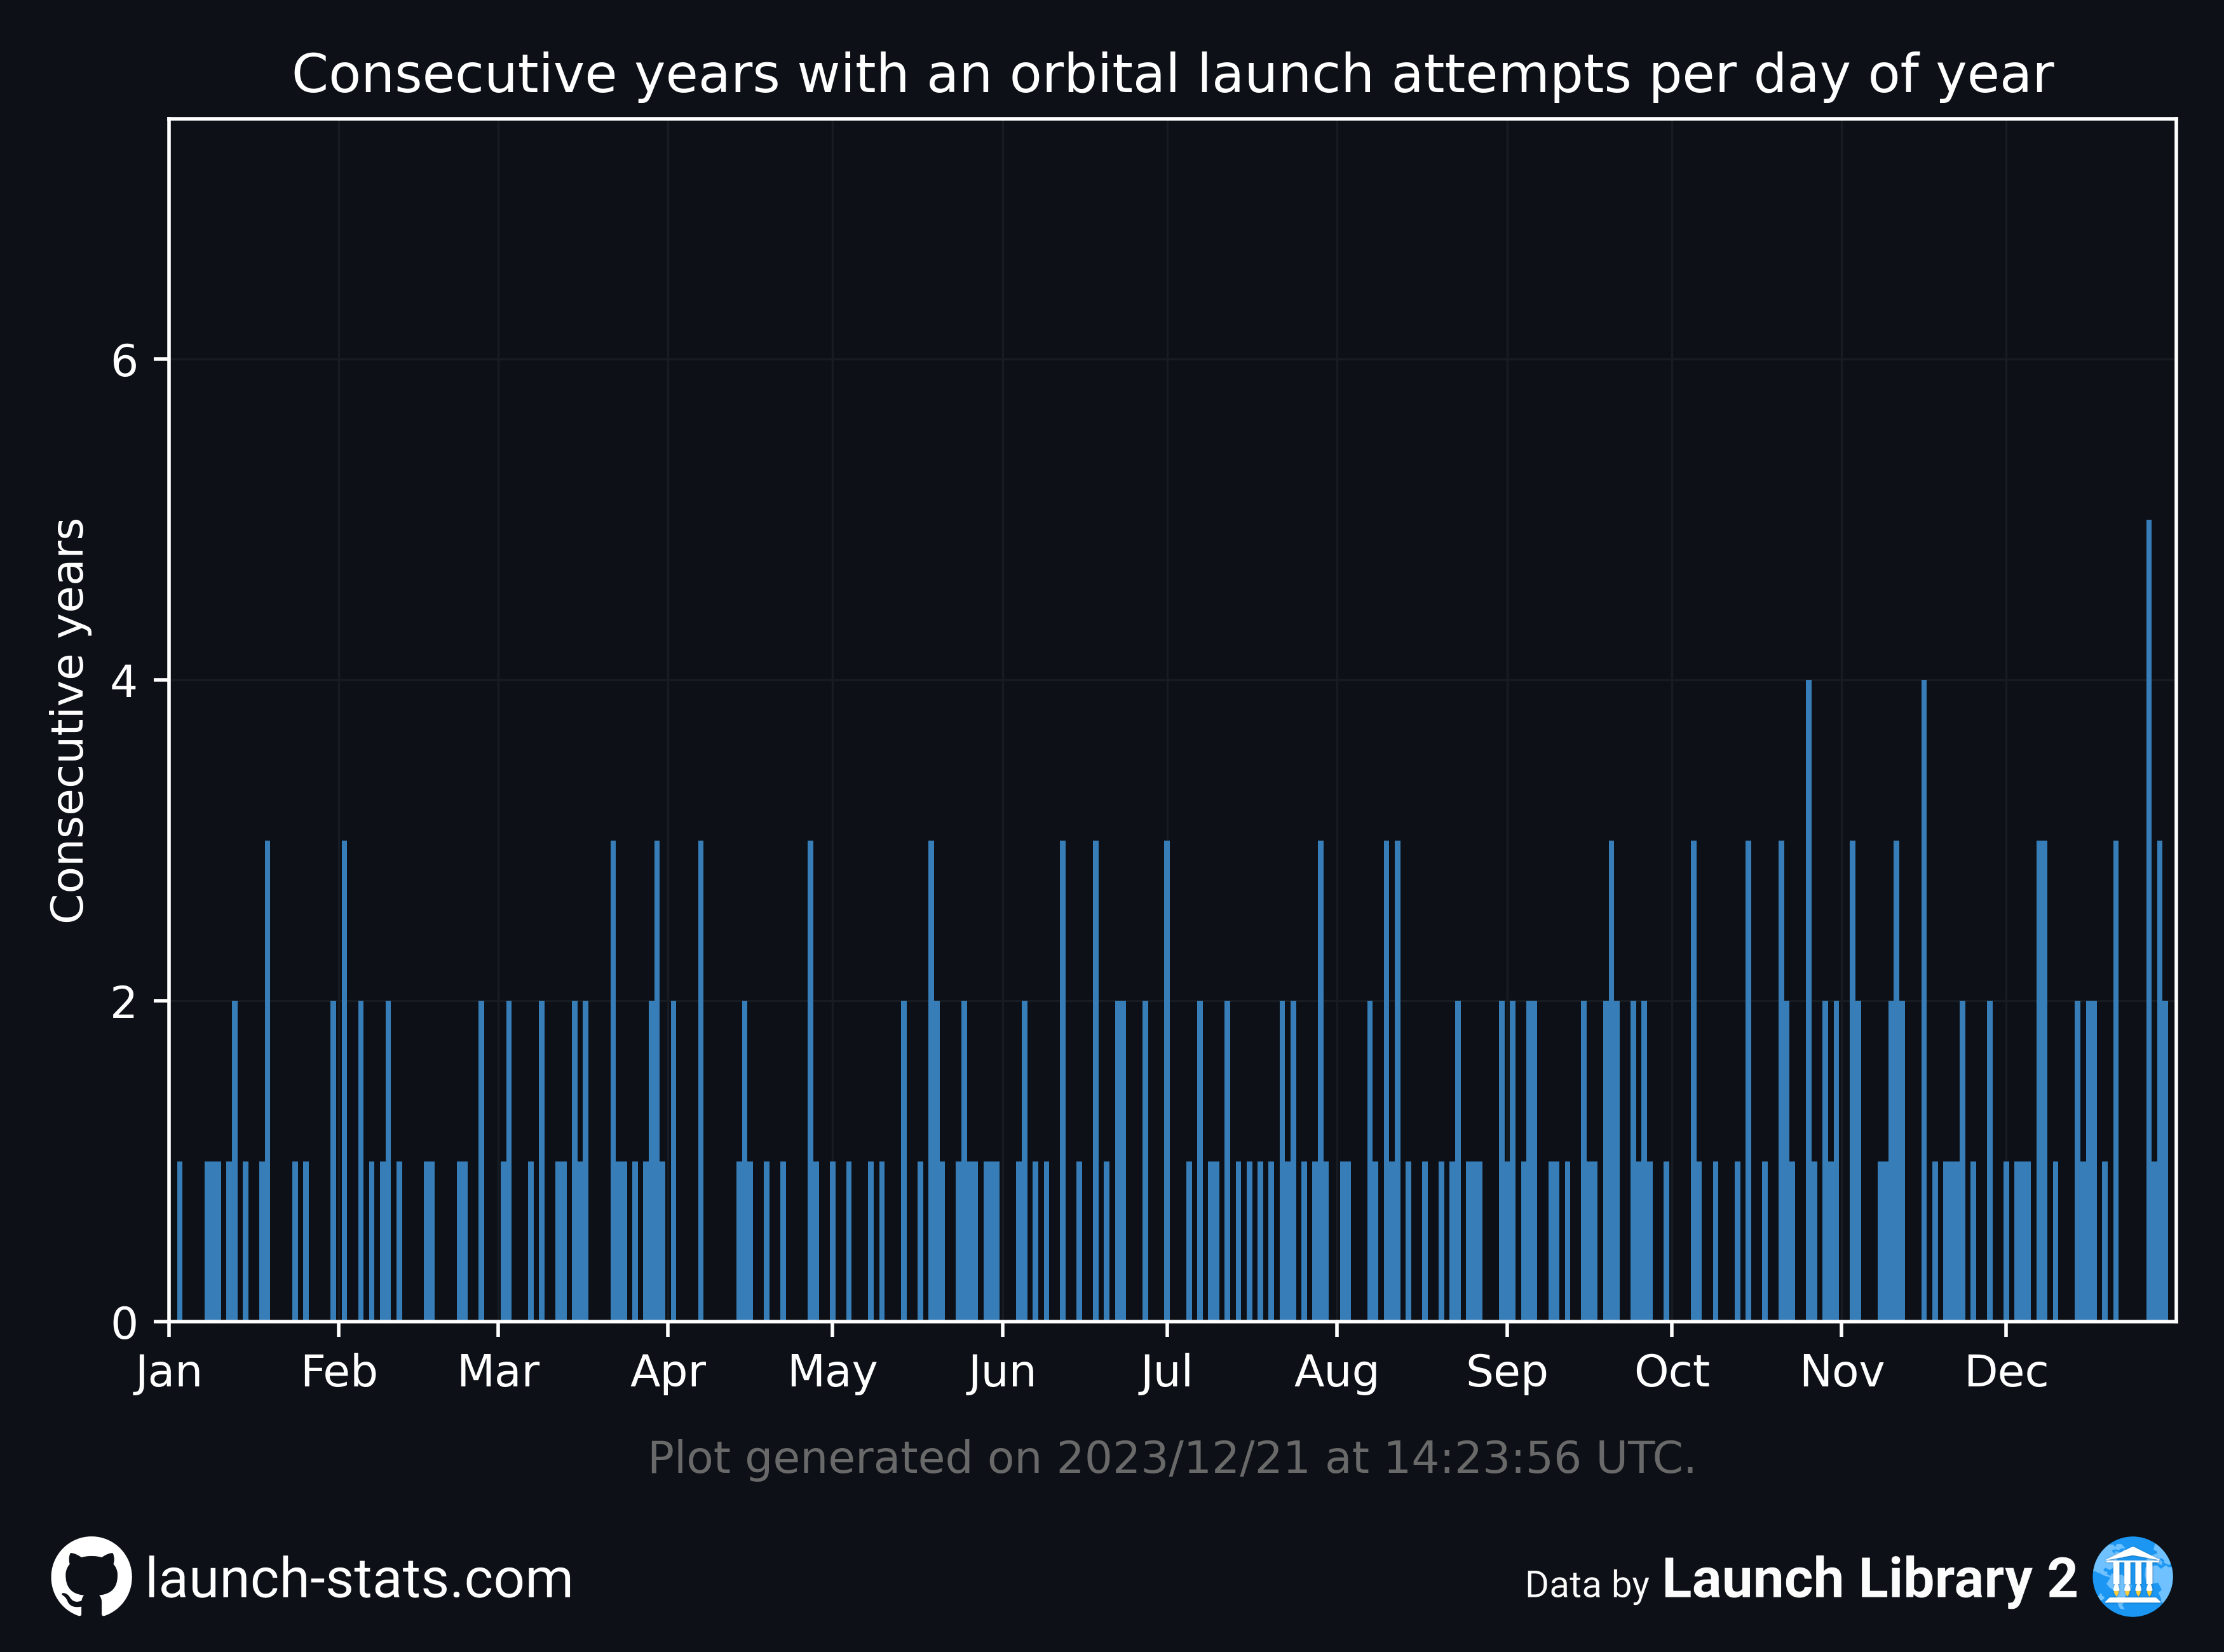 Consecutive years with an orbital launch attempts per day of year
Consecutive years
6
4
2
0
Jan Feb Mar Apr May Jun Jul Aug Sep Oct Nov Dec
Plot generated on 2023/12/21 at 14:23:56 UTC.
launch-stats.com
Data by Launch Library 2